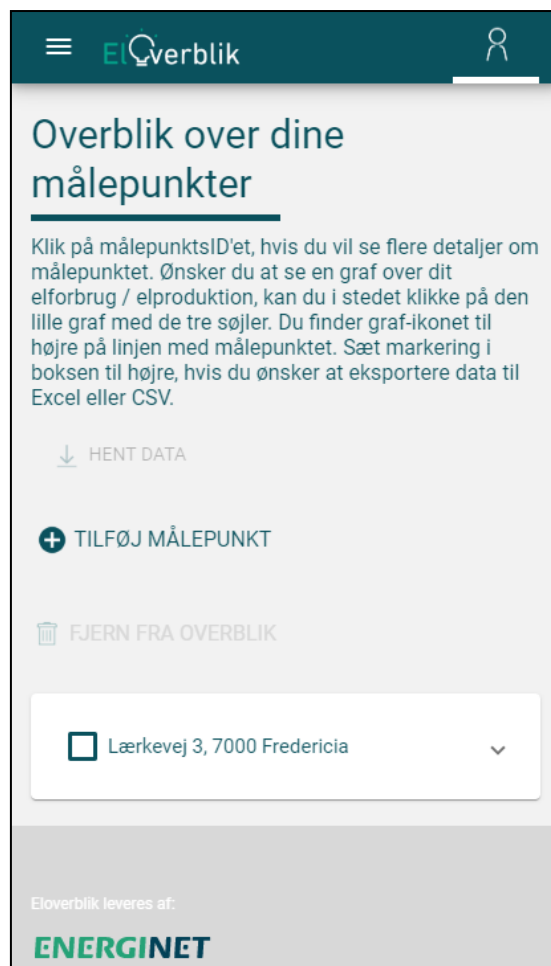 ElOverblik
Overblik over dine
målepunkter
Klik på målepunktsID'et, hvis du vil se flere detaljer om
målepunktet. Ønsker du at se en graf over dit
elforbrug / elproduktion, kan du i stedet klikke på den
lille graf med de tre søjler. Du finder graf-ikonet til
højre på linjen med målepunktet. Sæt markering i
boksen til højre, hvis du ønsker at eksportere data til
Excel eller CSV.
HENT DATA
TILFØJ MÅLEPUNKT
FJERN FRA OVERBLIK
Lærkevej 3, 7000 Fredericia
Eloverblik leveres af:
ENERGINET